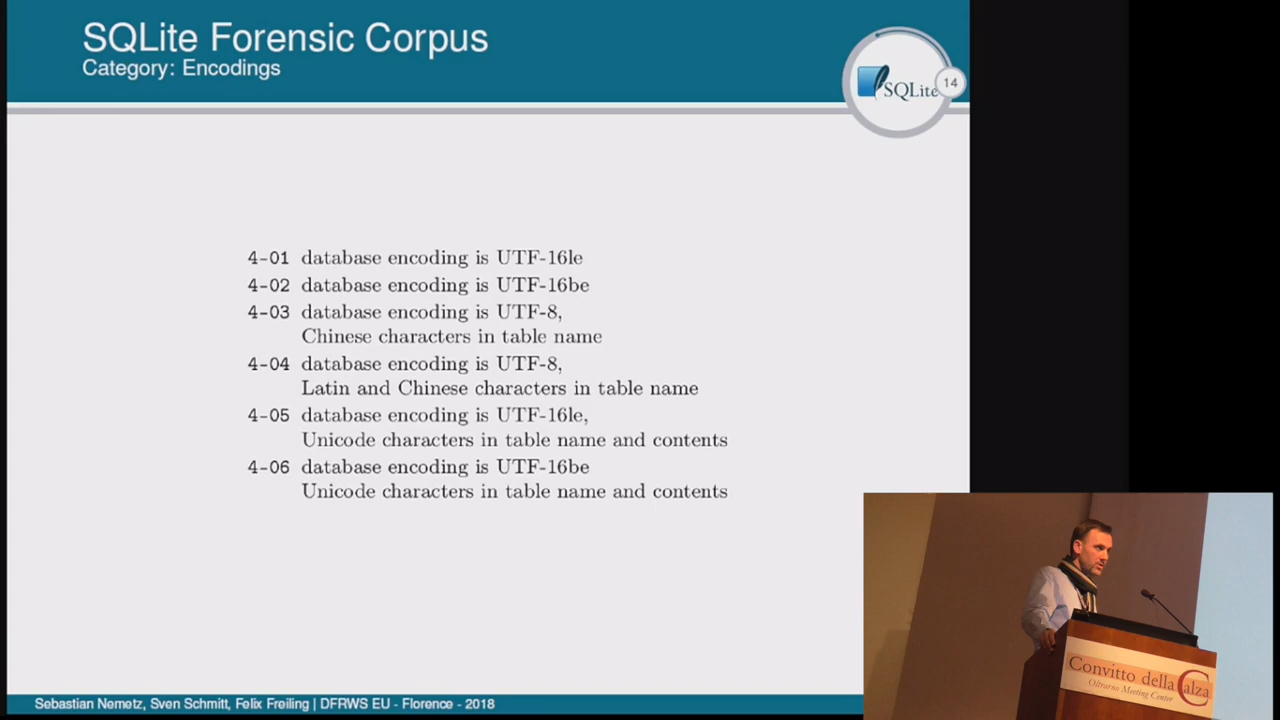 SQLite Forensic Corpus
Category: Encodings
SQLite
14
4-01 database encoding is UTF-16le
4-02 database encoding is UTF-16be
4-03 database encoding is UTF-8,
Chinese characters in table name
4-04 database encoding is UTF-8,
Latin and Chinese characters in table name
4-05 database encoding is UTF-16le,
Unicode characters in table name and contents
4-06 database encoding is UTF-16be
Unicode characters in table name and contents
Sebastian Nemetz, Sven Schmitt, Felix Freiling | DFRWS EU - Florence - 2018
Convitto della Calza
Oltrarno Meeting Center